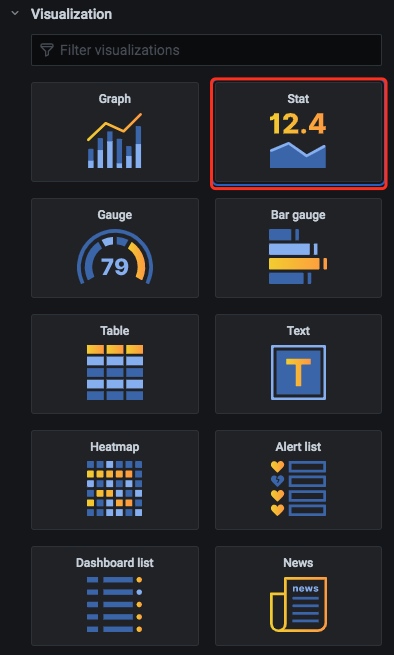 Visualization
Filter visualizations
Graph
Stat
12.4
Gauge
79
Bar gauge
Table
Text
T
Heatmap
Alert list
Dashboard list
News
news